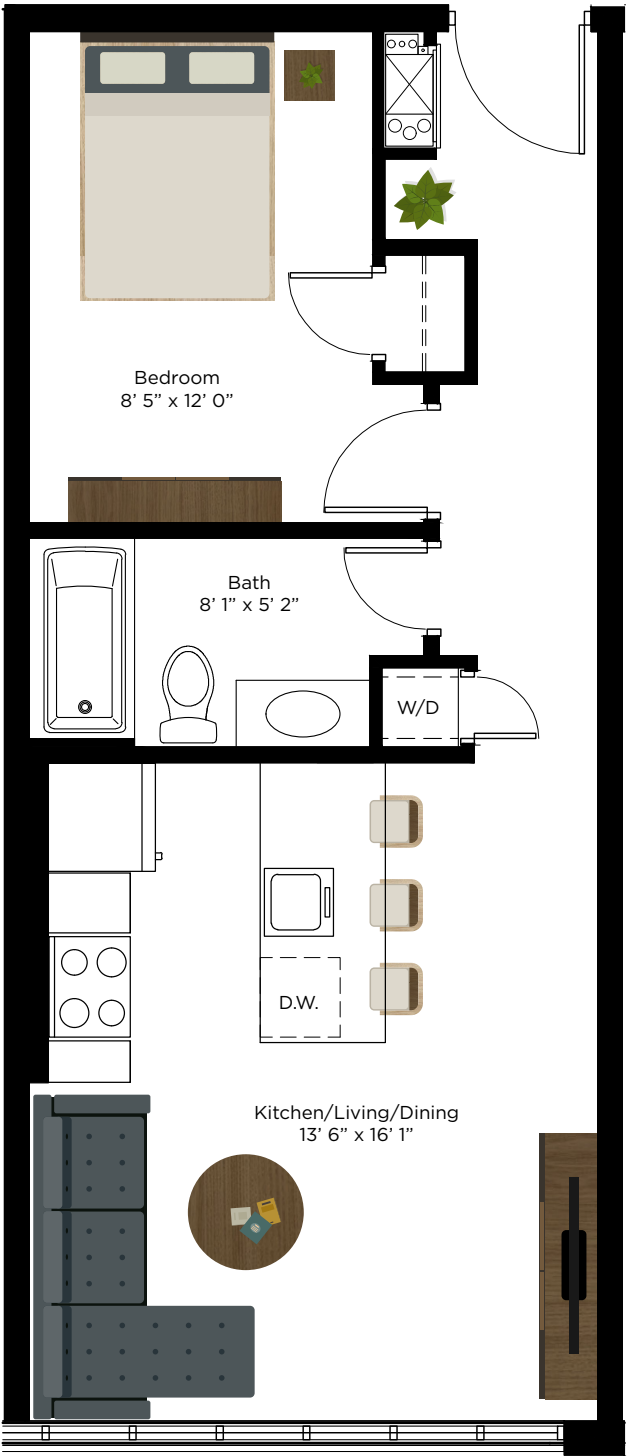 Bedroom
8’ 5” x 12’ 0”
Bath
8’ 1” x 5’ 2”
W/D
D.W.
Kitchen/Living/Dining
13’ 6” x 16’ 1”